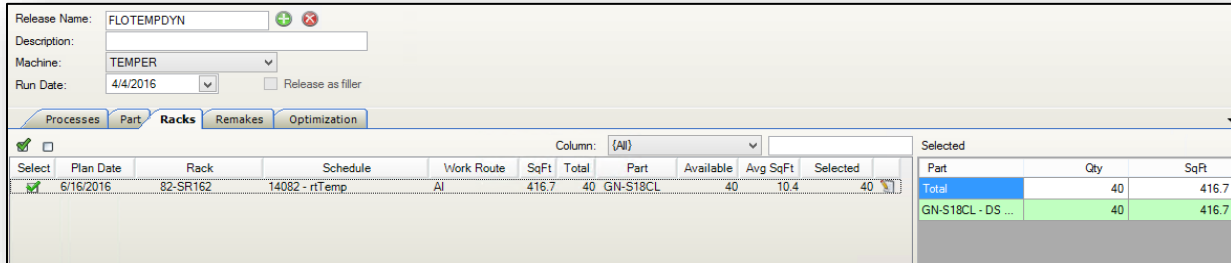 Release Name: FLOTEMPDYN
Description:
Machine: TEMPER
Run Date: 4/4/2016 Release as filler
Processes Part Racks Remakes Optimization
Column: {All} Selected
Select Plan Date Rack Schedule Work Route SqFt Total Part Available Avg SqFt Selected Part Qty SqFt
6/16/2016 82-SR162 14082 - rtTemp AI 416.7 40 GN-S18CL 40 10.4 40 Total 40 416.7
GN-S18CL - DS ... 40 416.7